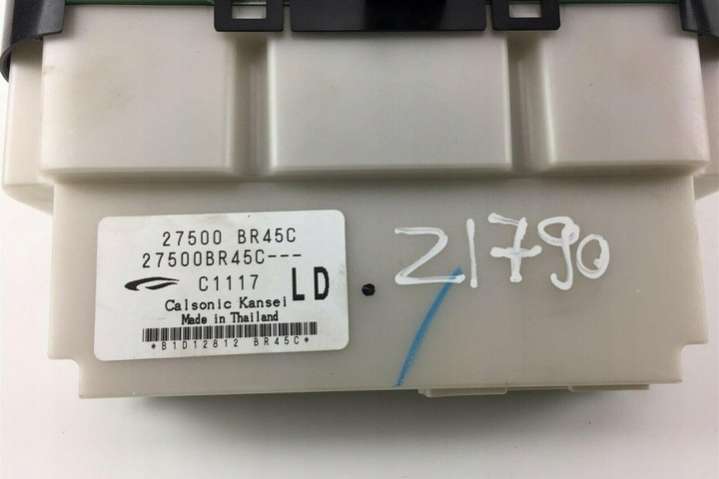 27500 BR45C
27500BR45C---
C1117
LD
Calsonic Kansei
Made in Thailand
*B1D12812 BR45C*
21790